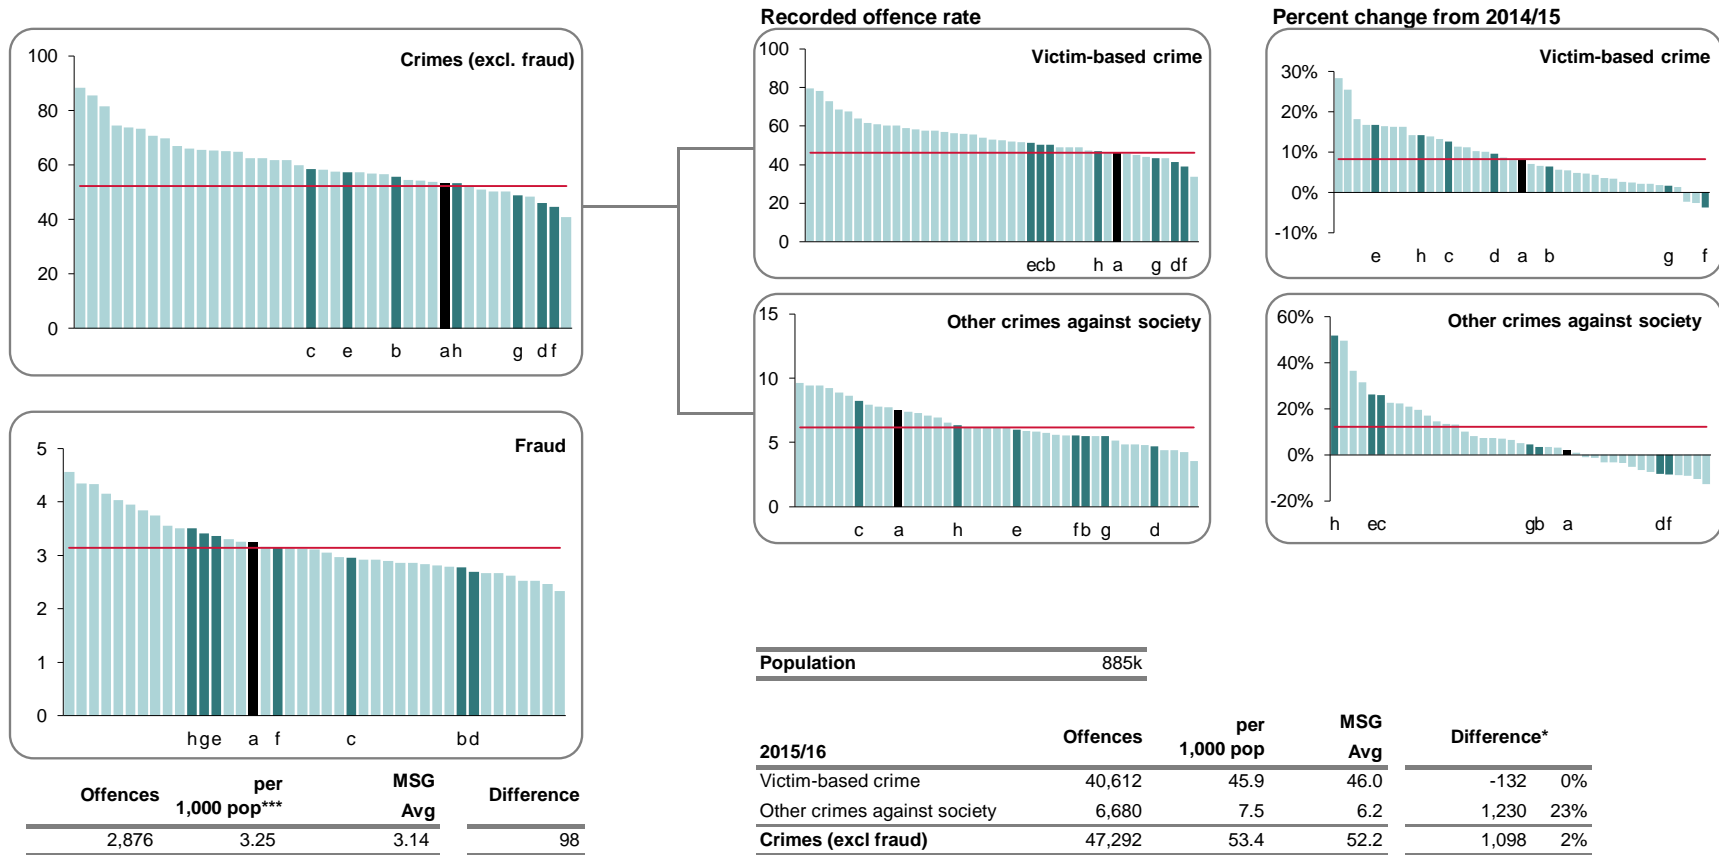 Recorded offence rate
Percent change from 2014/15
Crimes (excl. fraud)
100
80
60
40
20
0
c e b a h g d f
Victim-based crime
100
80
60
40
20
0
e c b h a g d f
Victim-based crime
30%
20%
10%
0%
-10%
e h c d a b g f
Other crimes against society
15
10
5
0
c a h e f b g d
Other crimes against society
60%
40%
20%
0%
-20%
h e c g b a d f
Fraud
5
4
3
2
1
0
h g e a f c b d
Offences per 1,000 pop*** MSG Avg Difference
2,876 3.25 3.14 98
Population 885k
2015/16 Offences per 1,000 pop MSG Avg Difference*
Victim-based crime 40,612 45.9 46.0 -132 0%
Other crimes against society 6,680 7.5 6.2 1,230 23%
Crimes (excl fraud) 47,292 53.4 52.2 1,098 2%